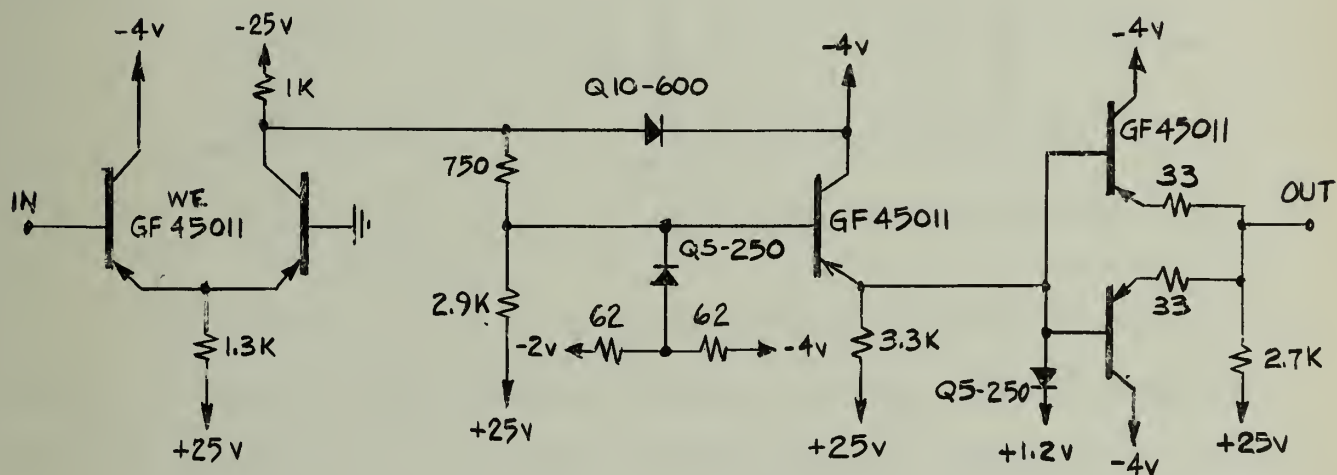 -4v
-25v
1K
Q10-600
-4v
-4v
GF45011
750
33
OUT
IN
WE.
GF 45011
GF45011
Q5-250
2.9K
62
62
33
-2v
-4v
3.3K
1.3K
2.7K
Q5-250
+25v
+25v
+25v
+1.2v
-4v
+25v